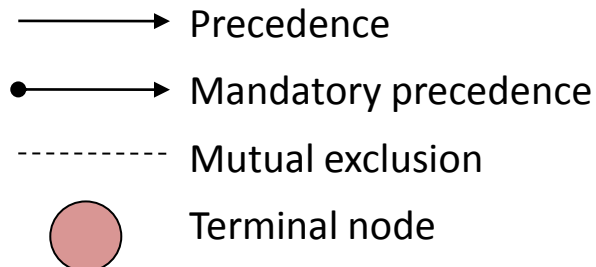 Precedence
Mandatory precedence
Mutual exclusion
Terminal node